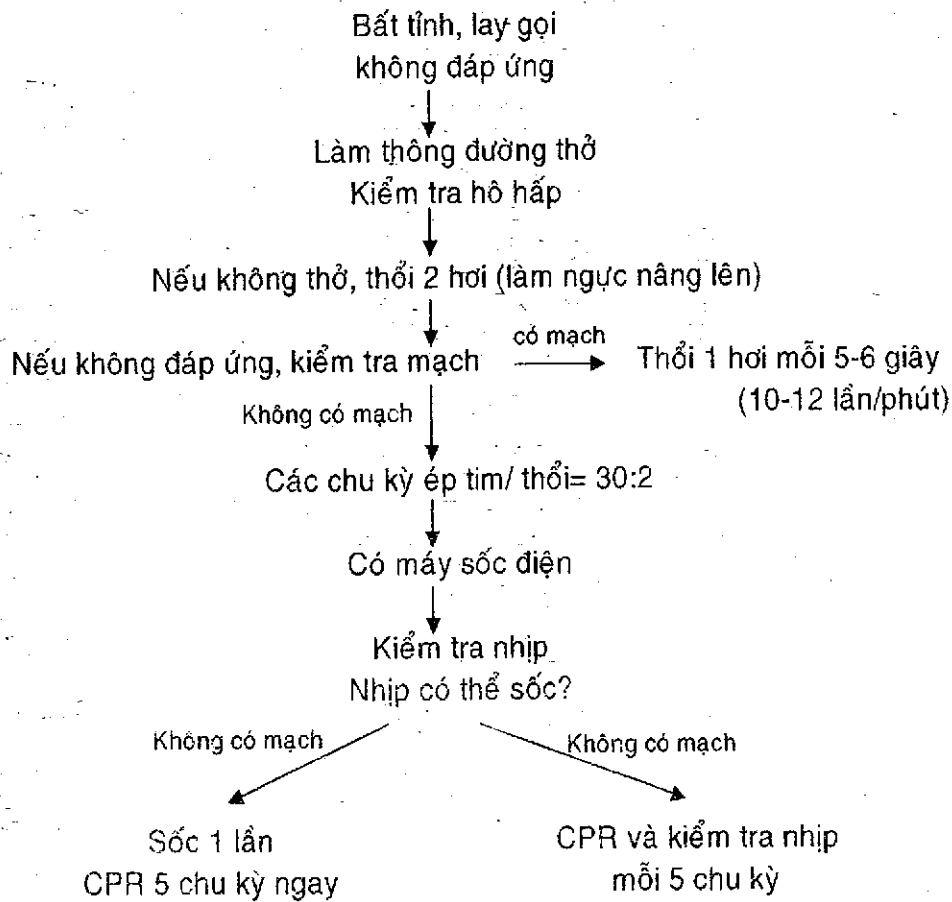 Bất tỉnh, lay gọi
không đáp ứng
Làm thông đường thở
Kiểm tra hô hấp
Nếu không thở, thổi 2 hơi (làm ngực nâng lên)
Nếu không đáp ứng, kiểm tra mạch
có mạch
Thổi 1 hơi mỗi 5-6 giây
(10-12 lần/phút)
Không có mạch
Các chu kỳ ép tim/ thổi= 30:2
Có máy sốc điện
Kiểm tra nhịp
Nhịp có thể sốc?
Không có mạch
Không có mạch
Sốc 1 lần
CPR 5 chu kỳ ngay
CPR và kiểm tra nhịp
mỗi 5 chu kỳ